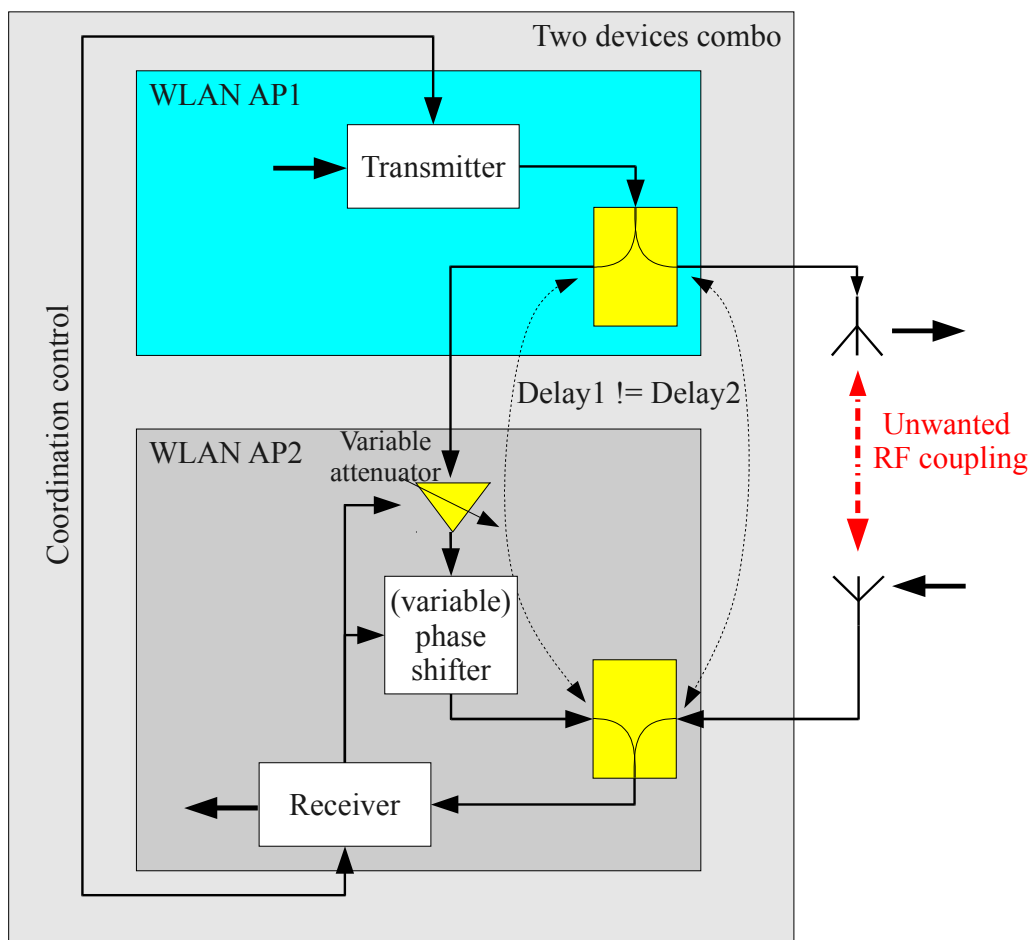 Two devices combo
WLAN AP1
Transmitter
Coordination control
Delay1 != Delay2
Unwanted
RF coupling
WLAN AP2
Variable
attenuator
(variable)
phase
shifter
Receiver